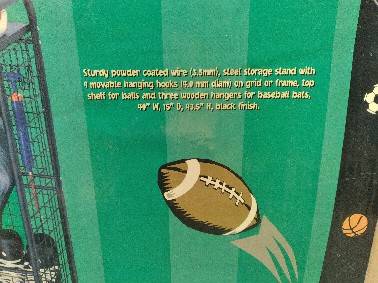 Sturdy powder coated wire (3.8mm), steel storage stand with
4 movable hanging hooks (4.0 mm diam) on grid or frame, top
shelf for balls and three wooden hangers for baseball bats.
44" W, 15" D, 43.5" H, black finish.